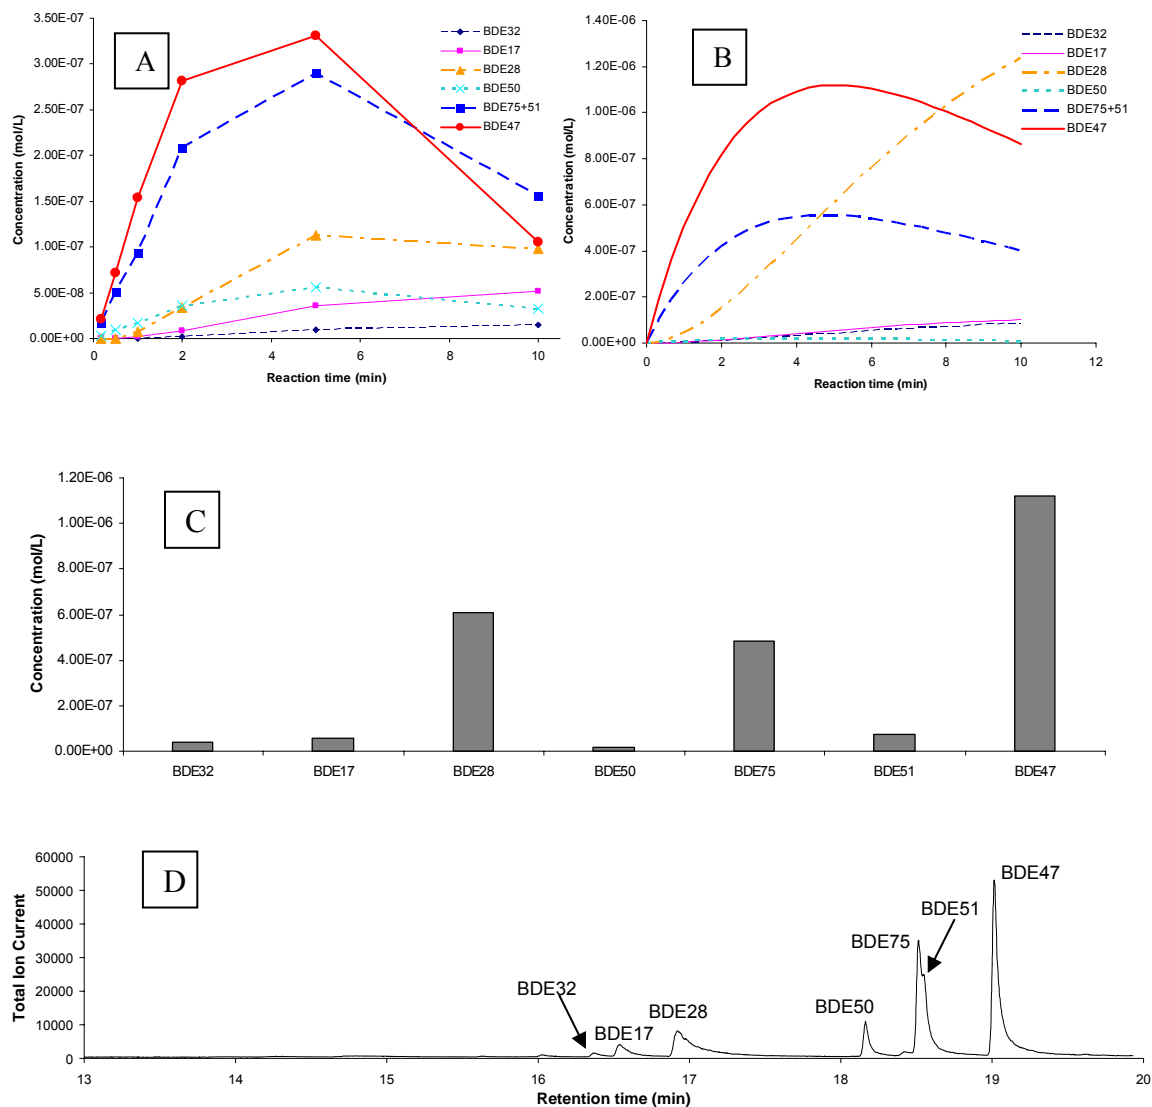 A
3.50E-07
3.00E-07
2.50E-07
2.00E-07
1.50E-07
1.00E-07
5.00E-08
0.00E+00
Concentration (mol/L)
0 2 4 6 8 10
Reaction time (min)
BDE32
BDE17
BDE28
BDE50
BDE75+51
BDE47
B
1.40E-06
1.20E-06
1.00E-06
8.00E-07
6.00E-07
4.00E-07
2.00E-07
0.00E+00
Concentration (mol/L)
0 2 4 6 8 10 12
Reaction time (min)
BDE32
BDE17
BDE28
BDE50
BDE75+51
BDE47
C
1.20E-06
1.00E-06
8.00E-07
6.00E-07
4.00E-07
2.00E-07
0.00E+00
Concentration (mol/L)
BDE32 BDE17 BDE28 BDE50 BDE75 BDE51 BDE47
D
60000
50000
40000
30000
20000
10000
0
Total Ion Current
BDE32
BDE17
BDE28
BDE50
BDE75
BDE51
BDE47
13 14 15 16 17 18 19 20
Retention time (min)